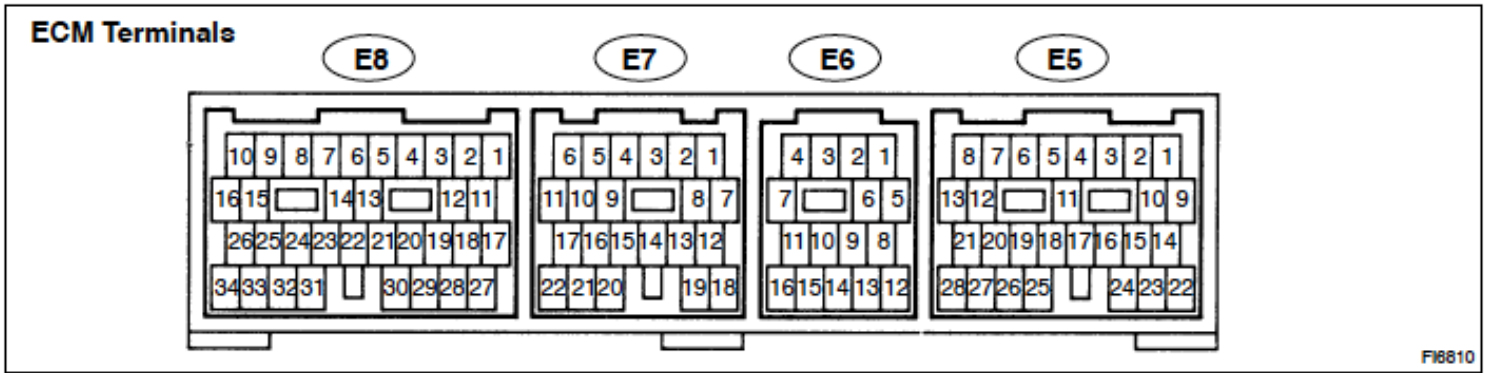 ECM Terminals
E8 E7 E6 E5
10 9 8 7 6 5 4 3 2 1 6 5 4 3 2 1 4 3 2 1 8 7 6 5 4 3 2 1
16 15 14 13 12 11 11 10 9 8 7 7 6 5 13 12 11 10 9
26 25 24 23 22 21 20 19 18 17 17 16 15 14 13 12 11 10 9 8 21 20 19 18 17 16 15 14
34 33 32 31 30 29 28 27 22 21 20 19 18 16 15 14 13 12 28 27 26 25 24 23 22
FI6810